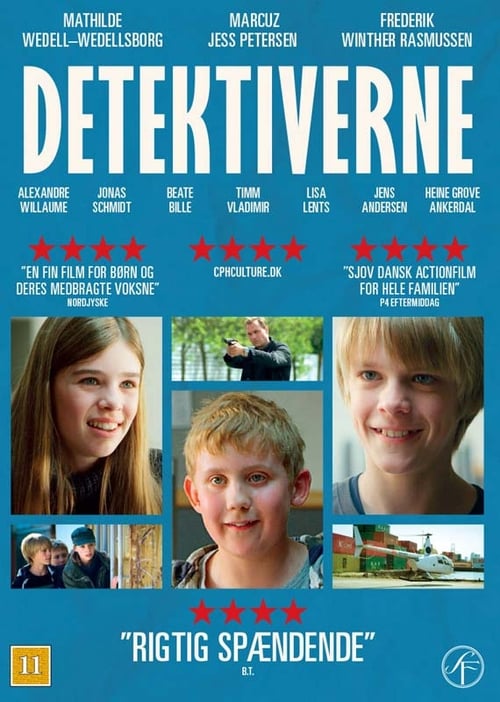 MATHILDE
WEDELL–WEDELLSBORG
MARCUZ
JESS PETERSEN
FREDERIK
WINTHER RASMUSSEN
DETEKTIVERNE
ALEXANDRE
WILLAUME
JONAS
SCHMIDT
BEATE
BILLE
TIMM
VLADIMIR
LISA
LENTS
JENS
ANDERSEN
HEINE GROVE
ANKERDAL
"EN FIN FILM FOR BØRN OG
DERES MEDBRAGTE VOKSNE"
NORDJYSKE
CPHCULTURE.DK
"SJOV DANSK ACTIONFILM
FOR HELE FAMILIEN"
P4 EFTERMIDDAG
"RIGTIG SPÆNDENDE"
B.T.
11
SF